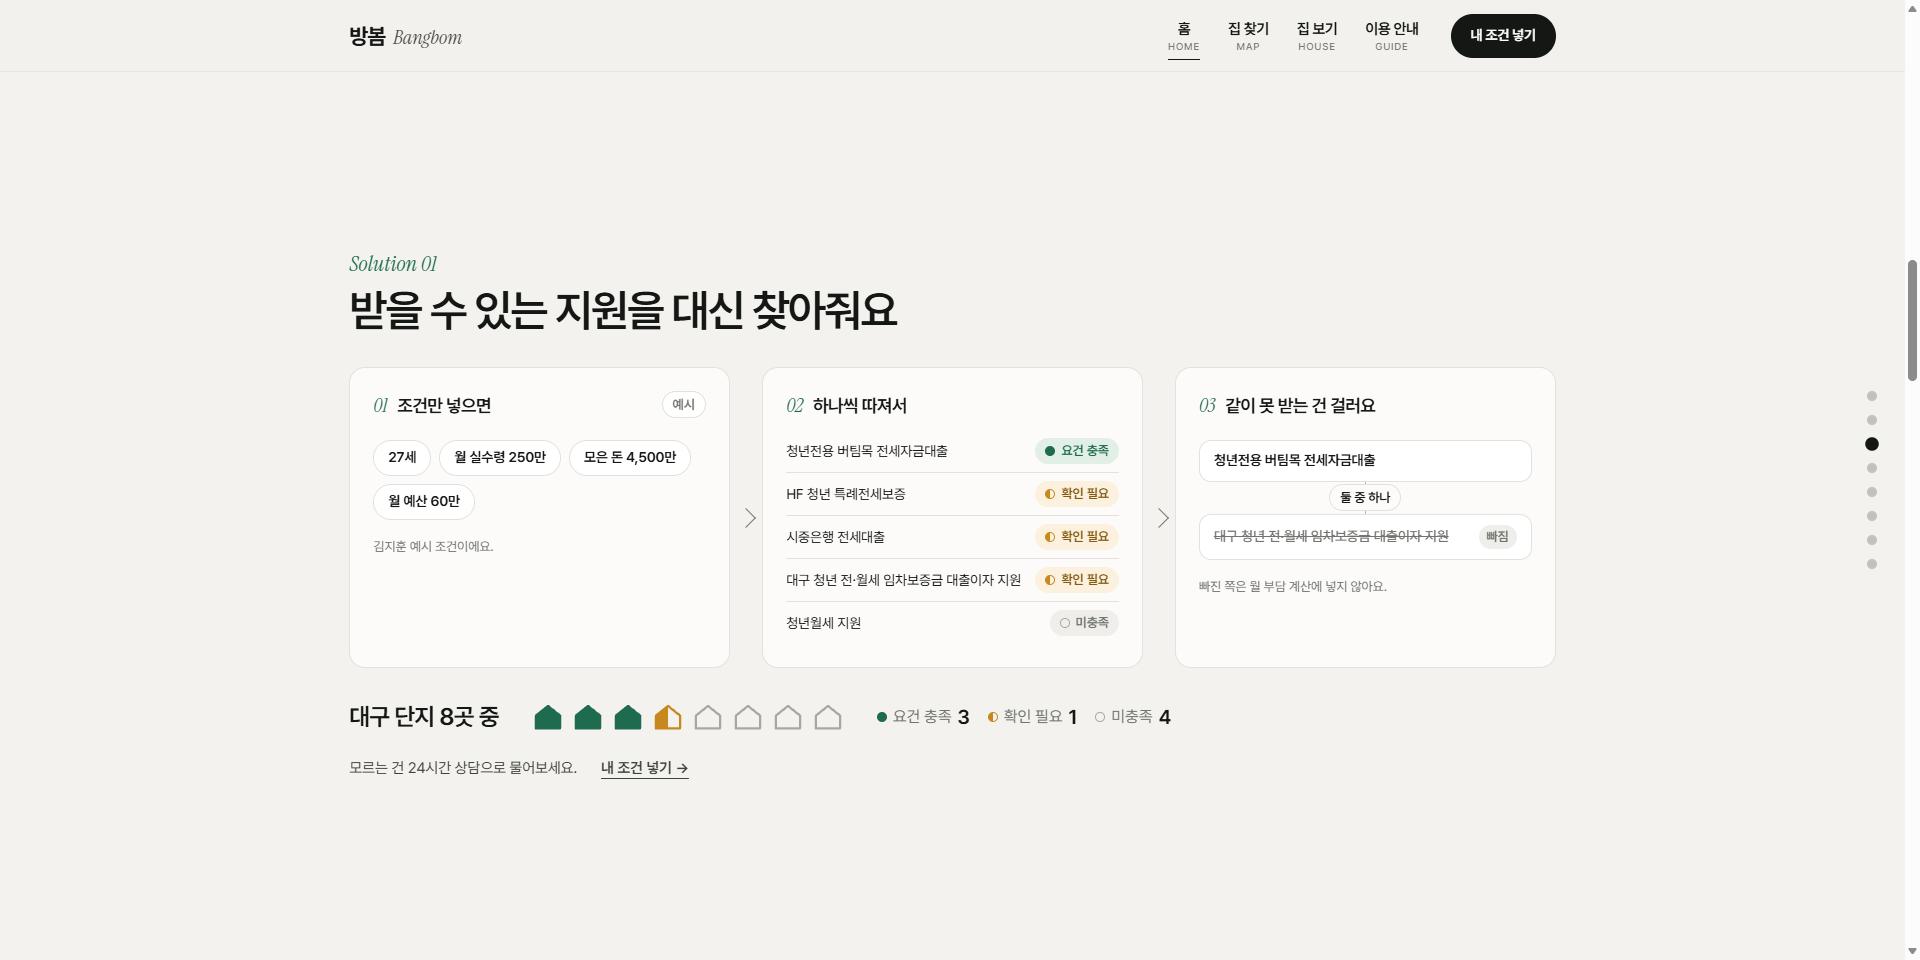 방봄 Bangbom
홈
HOME
집 찾기
MAP
집 보기
HOUSE
이용 안내
GUIDE
내 조건 넣기
Solution 01
받을 수 있는 지원을 대신 찾아줘요
01 조건만 넣으면
예시
27세
월 실수령 250만
모은 돈 4,500만
월 예산 60만
김지훈 예시 조건이에요.
02 하나씩 따져서
청년전용 버팀목 전세자금대출 요건 충족
HF 청년 특례전세보증 확인 필요
시중은행 전세대출 확인 필요
대구 청년 전·월세 임차보증금 대출이자 지원 확인 필요
청년월세 지원 미충족
03 같이 못 받는 건 걸러요
청년전용 버팀목 전세자금대출
둘 중 하나
대구 청년 전·월세 임차보증금 대출이자 지원 빠짐
빠진 쪽은 월 부담 계산에 넣지 않아요.
대구 단지 8곳 중
요건 충족 3
확인 필요 1
미충족 4
모르는 건 24시간 상담으로 물어보세요.
내 조건 넣기 →